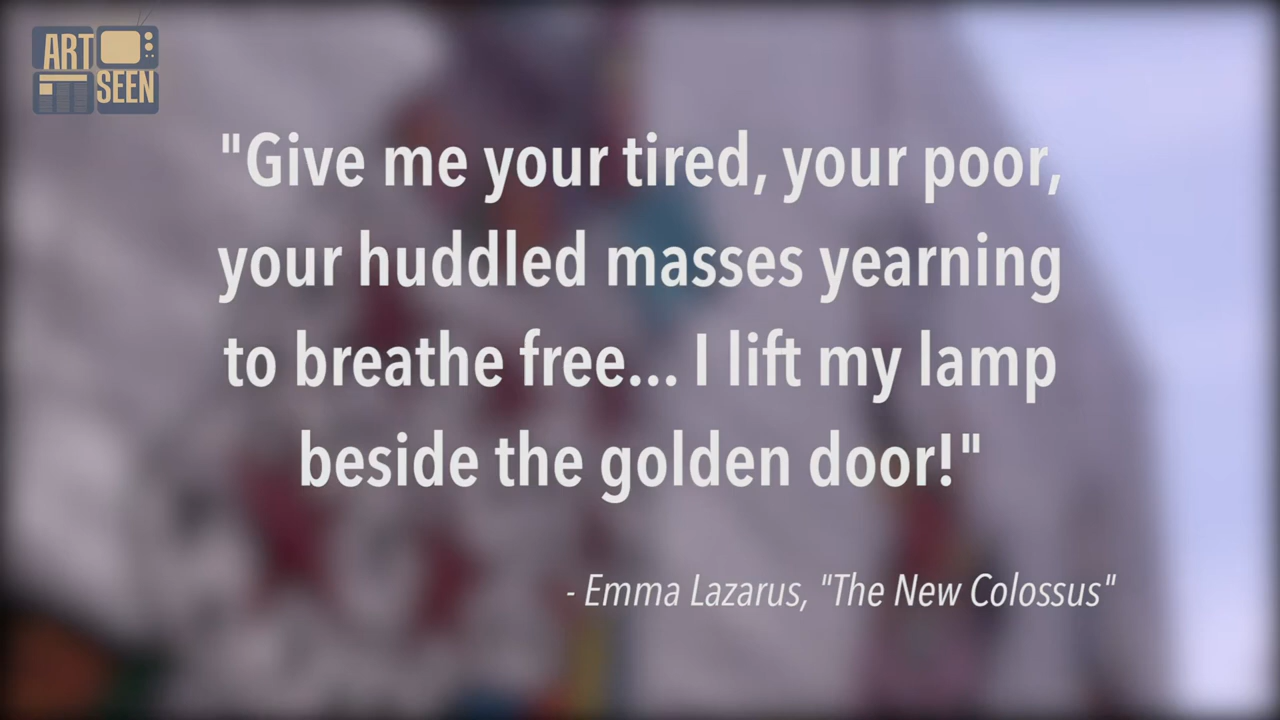 ART
SEEN
"Give me your tired, your poor,
your huddled masses yearning
to breathe free... I lift my lamp
beside the golden door!"
- Emma Lazarus, "The New Colossus"